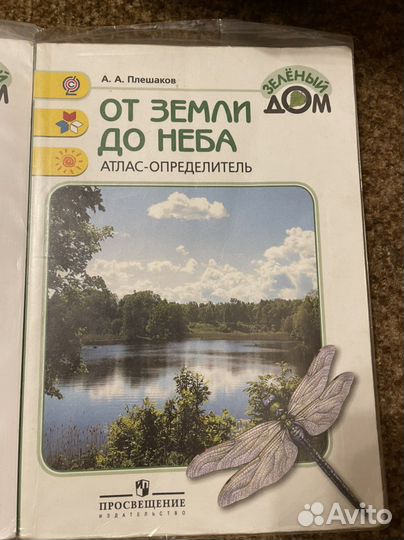 А. А. Плешаков
ЗЕЛЁНЫЙ
ДОМ
ОТ ЗЕМЛИ
ДО НЕБА
АТЛАС-ОПРЕДЕЛИТЕЛЬ
ПРОСВЕЩЕНИЕ
ИЗДАТЕЛЬСТВО
Avito